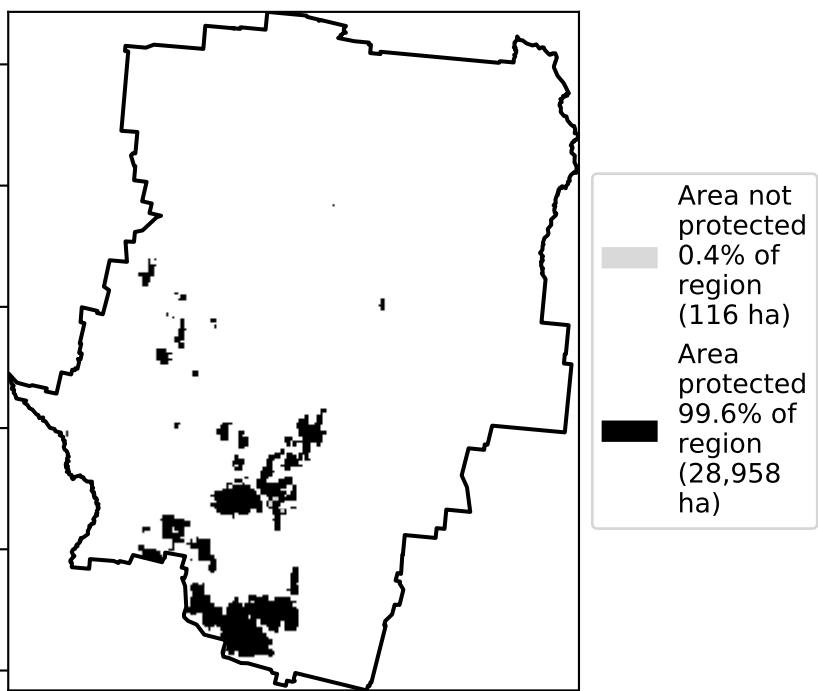 Area not
protected
0.4% of
region
(116 ha)
Area
protected
99.6% of
region
(28,958
ha)